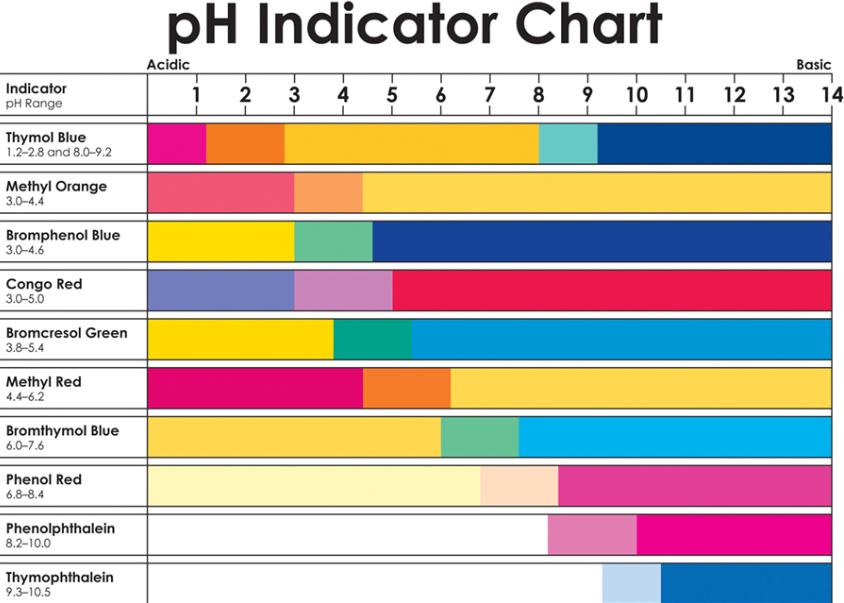 pH Indicator Chart
Acidic Basic
Indicator 1 2 3 4 5 6 7 8 9 10 11 12 13 14
pH Range
Thymol Blue
1.2–2.8 and 8.0–9.2
Methyl Orange
3.0–4.4
Bromphenol Blue
3.0–4.6
Congo Red
3.0–5.0
Bromcresol Green
3.8–5.4
Methyl Red
4.4–6.2
Bromthymol Blue
6.0–7.6
Phenol Red
6.8–8.4
Phenolphthalein
8.2–10.0
Thymophthalein
9.3–10.5